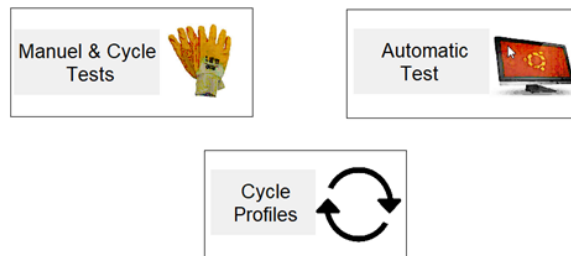 Manuel & Cycle
Tests
Automatic
Test
Cycle
Profiles